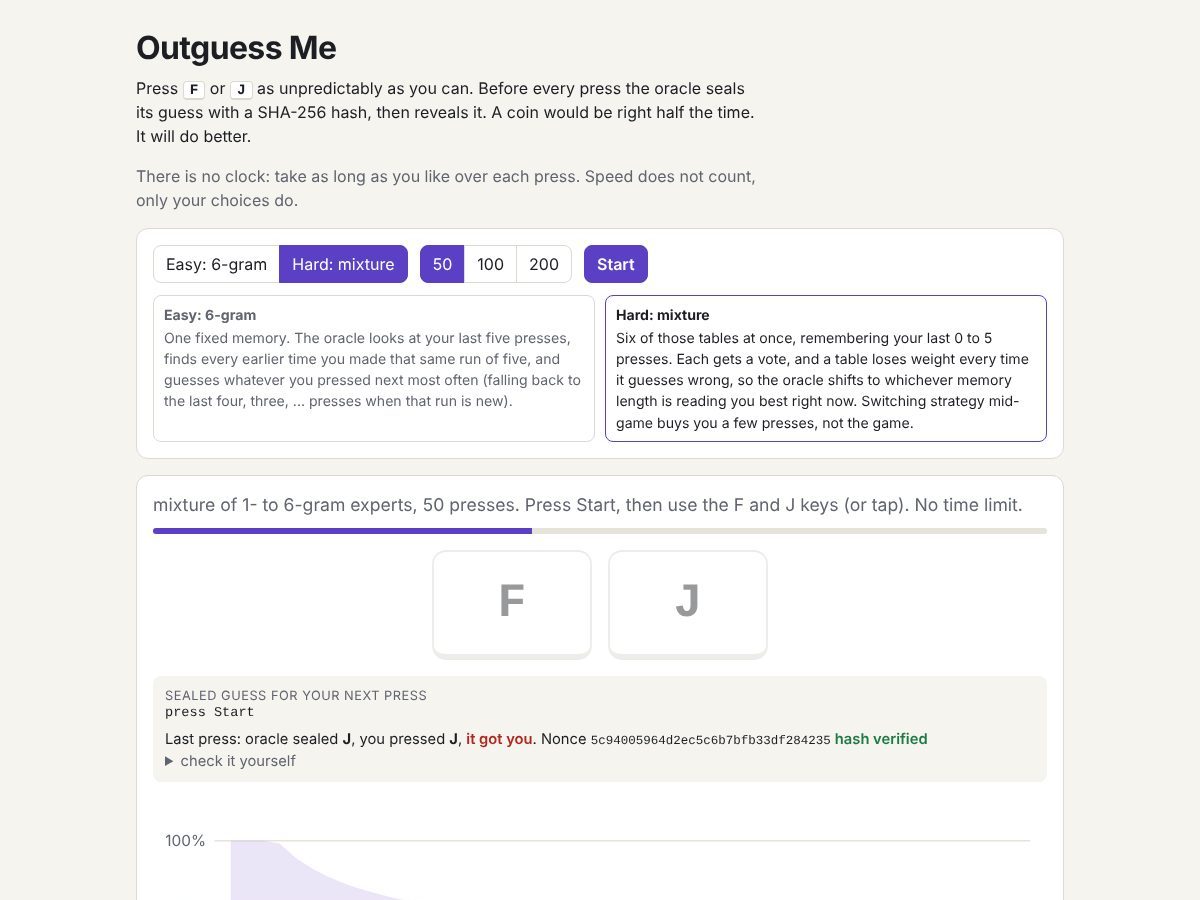 Outguess Me
Press F or J as unpredictably as you can. Before every press the oracle seals
its guess with a SHA-256 hash, then reveals it. A coin would be right half the time.
It will do better.
There is no clock: take as long as you like over each press. Speed does not count,
only your choices do.
Easy: 6-gram Hard: mixture 50 100 200 Start
Easy: 6-gram
One fixed memory. The oracle looks at your last five presses,
finds every earlier time you made that same run of five, and
guesses whatever you pressed next most often (falling back to
the last four, three, ... presses when that run is new).
Hard: mixture
Six of those tables at once, remembering your last 0 to 5
presses. Each gets a vote, and a table loses weight every time
it guesses wrong, so the oracle shifts to whichever memory
length is reading you best right now. Switching strategy mid-
game buys you a few presses, not the game.
mixture of 1- to 6-gram experts, 50 presses. Press Start, then use the F and J keys (or tap). No time limit.
F J
SEALED GUESS FOR YOUR NEXT PRESS
press Start
Last press: oracle sealed J, you pressed J, it got you. Nonce 5c94005964d2ec5c6b7bfb33df284235 hash verified
check it yourself
100%